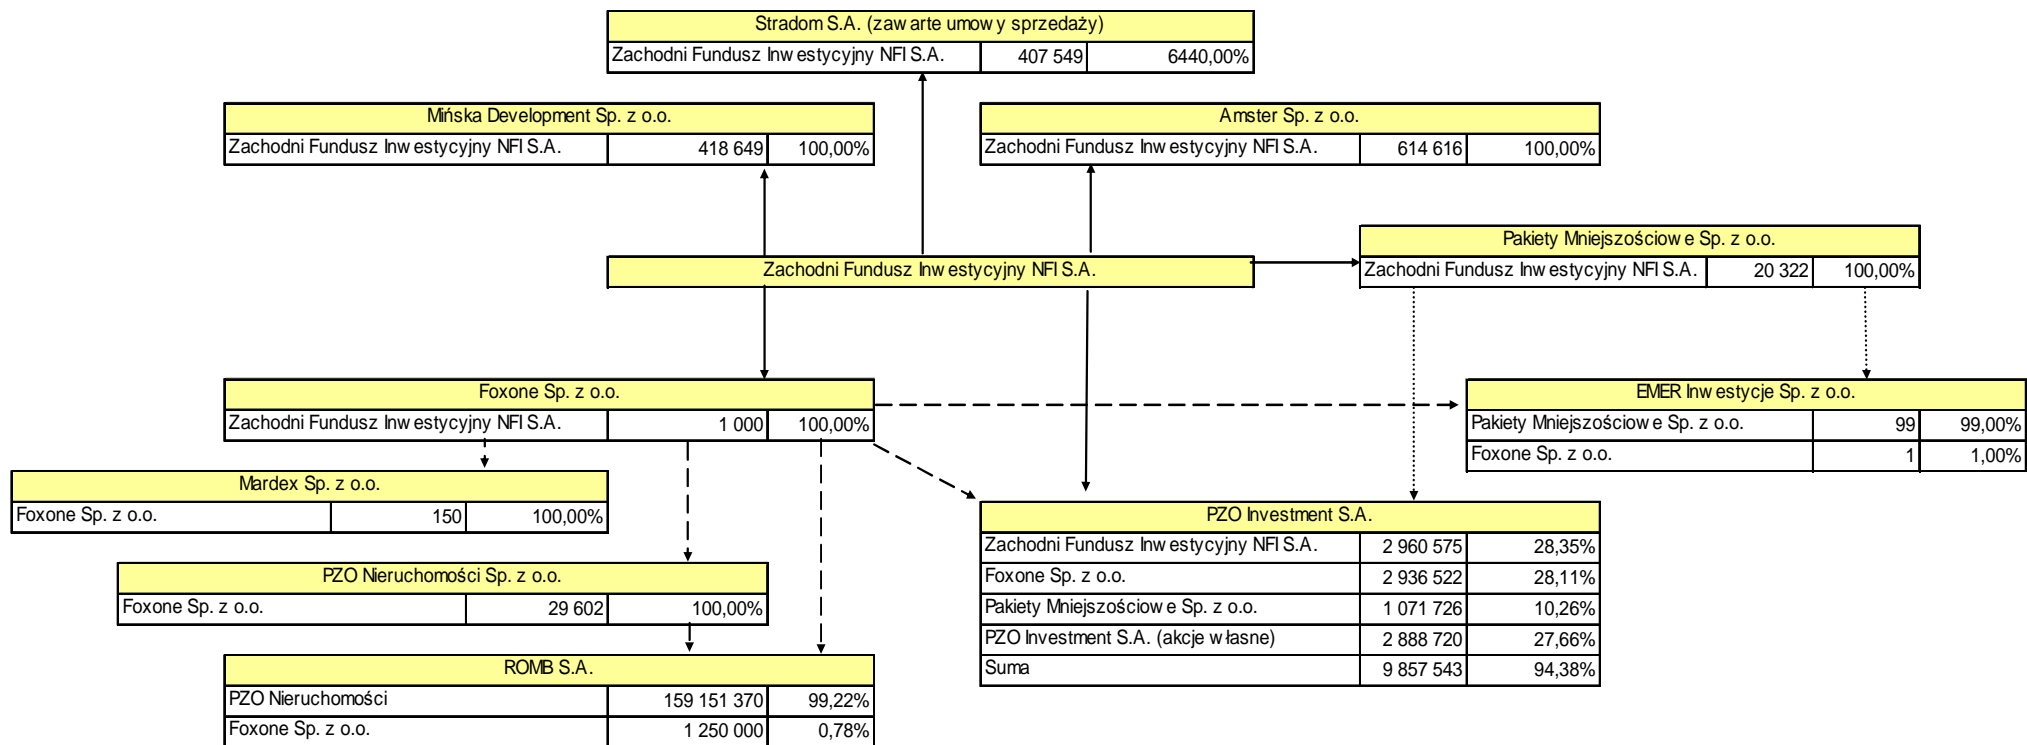 Stradom S.A. (zawarte umowy sprzedaży)
Zachodni Fundusz Inwestycyjny NFI S.A. 407 549 6440,00%
Mińska Development Sp. z o.o.
Zachodni Fundusz Inwestycyjny NFI S.A. 418 649 100,00%
Amster Sp. z o.o.
Zachodni Fundusz Inwestycyjny NFI S.A. 614 616 100,00%
Pakiety Mniejszościowe Sp. z o.o.
Zachodni Fundusz Inwestycyjny NFI S.A. 20 322 100,00%
Zachodni Fundusz Inwestycyjny NFI S.A.
Foxone Sp. z o.o.
Zachodni Fundusz Inwestycyjny NFI S.A. 1 000 100,00%
EMER Inwestycje Sp. z o.o.
Pakiety Mniejszościowe Sp. z o.o. 99 99,00%
Foxone Sp. z o.o. 1 1,00%
Mardex Sp. z o.o.
Foxone Sp. z o.o. 150 100,00%
PZO Investment S.A.
Zachodni Fundusz Inwestycyjny NFI S.A. 2 960 575 28,35%
Foxone Sp. z o.o. 2 936 522 28,11%
Pakiety Mniejszościowe Sp. z o.o. 1 071 726 10,26%
PZO Investment S.A. (akcje własne) 2 888 720 27,66%
Suma 9 857 543 94,38%
PZO Nieruchomości Sp. z o.o.
Foxone Sp. z o.o. 29 602 100,00%
ROMB S.A.
PZO Nieruchomości 159 151 370 99,22%
Foxone Sp. z o.o. 1 250 000 0,78%